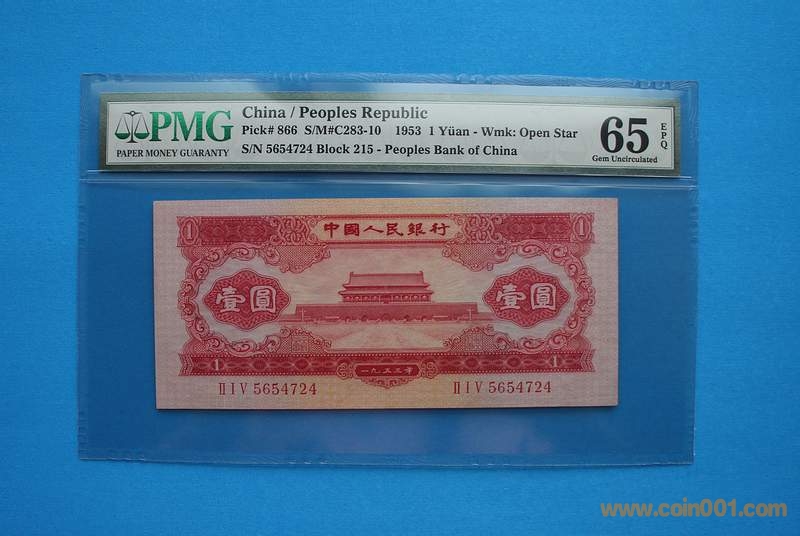 PMG
PAPER MONEY GUARANTY
China / Peoples Republic
Pick# 866 S/M#C283-10 1953 1 Yüan - Wmk: Open Star
S/N 5654724 Block 215 - Peoples Bank of China
65 EPQ
Gem Uncirculated
中國人民銀行
1 1
壹圓 壹圓
1 一九五三年 1
II I V 5654724 II I V 5654724
www.coin001.com